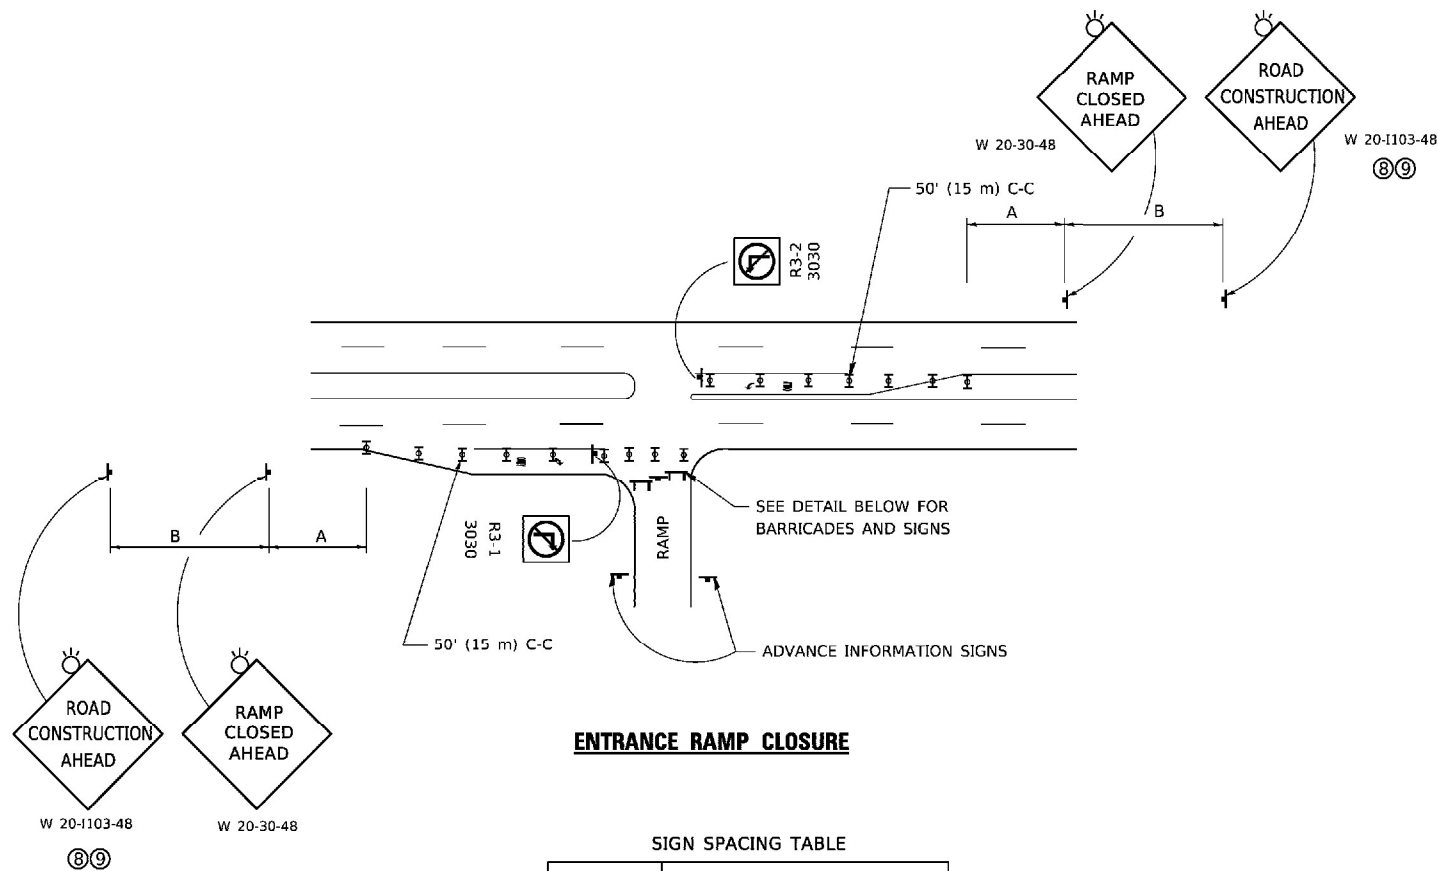 RAMP
CLOSED
AHEAD
W 20-30-48
ROAD
CONSTRUCTION
AHEAD
W 20-I103-48
⑧⑨
50' (15 m) C-C
A
B
R3-2
3030
B
A
R3-1
3030
RAMP
SEE DETAIL BELOW FOR
BARRICADES AND SIGNS
50' (15 m) C-C
ADVANCE INFORMATION SIGNS
ROAD
CONSTRUCTION
AHEAD
W 20-I103-48
⑧⑨
RAMP
CLOSED
AHEAD
W 20-30-48
ENTRANCE RAMP CLOSURE
SIGN SPACING TABLE